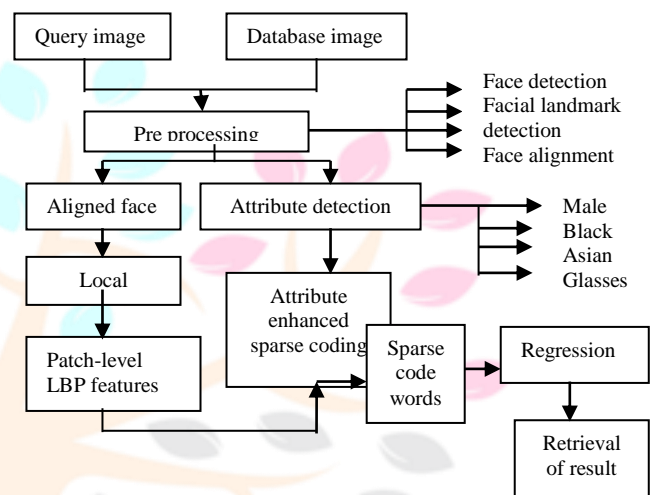 Query image
Database image
Face detection
Facial landmark
detection
Face alignment
Pre processing
Aligned face
Attribute detection
Male
Black
Asian
Glasses
Local
Attribute
enhanced
sparse coding
Patch-level
LBP features
Sparse
code
words
Regression
Retrieval
of result